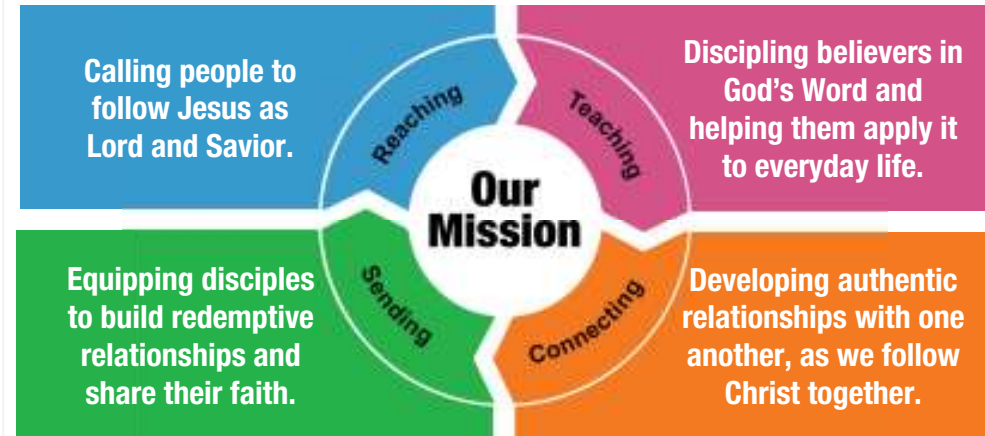 Calling people to
follow Jesus as
Lord and Savior.
Reaching
Teaching
Discipling believers in
God's Word and
helping them apply it
to everyday life.
Our
Mission
Equipping disciples
to build redemptive
relationships and
share their faith.
Sending
Connecting
Developing authentic
relationships with one
another, as we follow
Christ together.